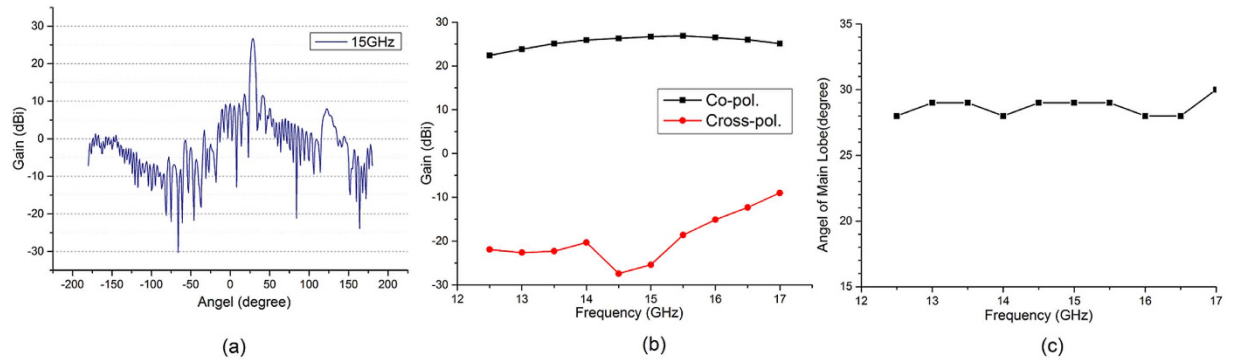 30
20
10
0
-10
-20
-30
Gain (dBi)
15GHz
-200 -150 -100 -50 0 50 100 150 200
Angel (degree)
(a)
30
20
10
0
-10
-20
-30
Gain (dBi)
Co-pol.
Cross-pol.
12 13 14 15 16 17
Frequency (GHz)
(b)
35
30
25
20
15
Angel of Main Lobe(degree)
12 13 14 15 16 17
Frequency (GHz)
(c)